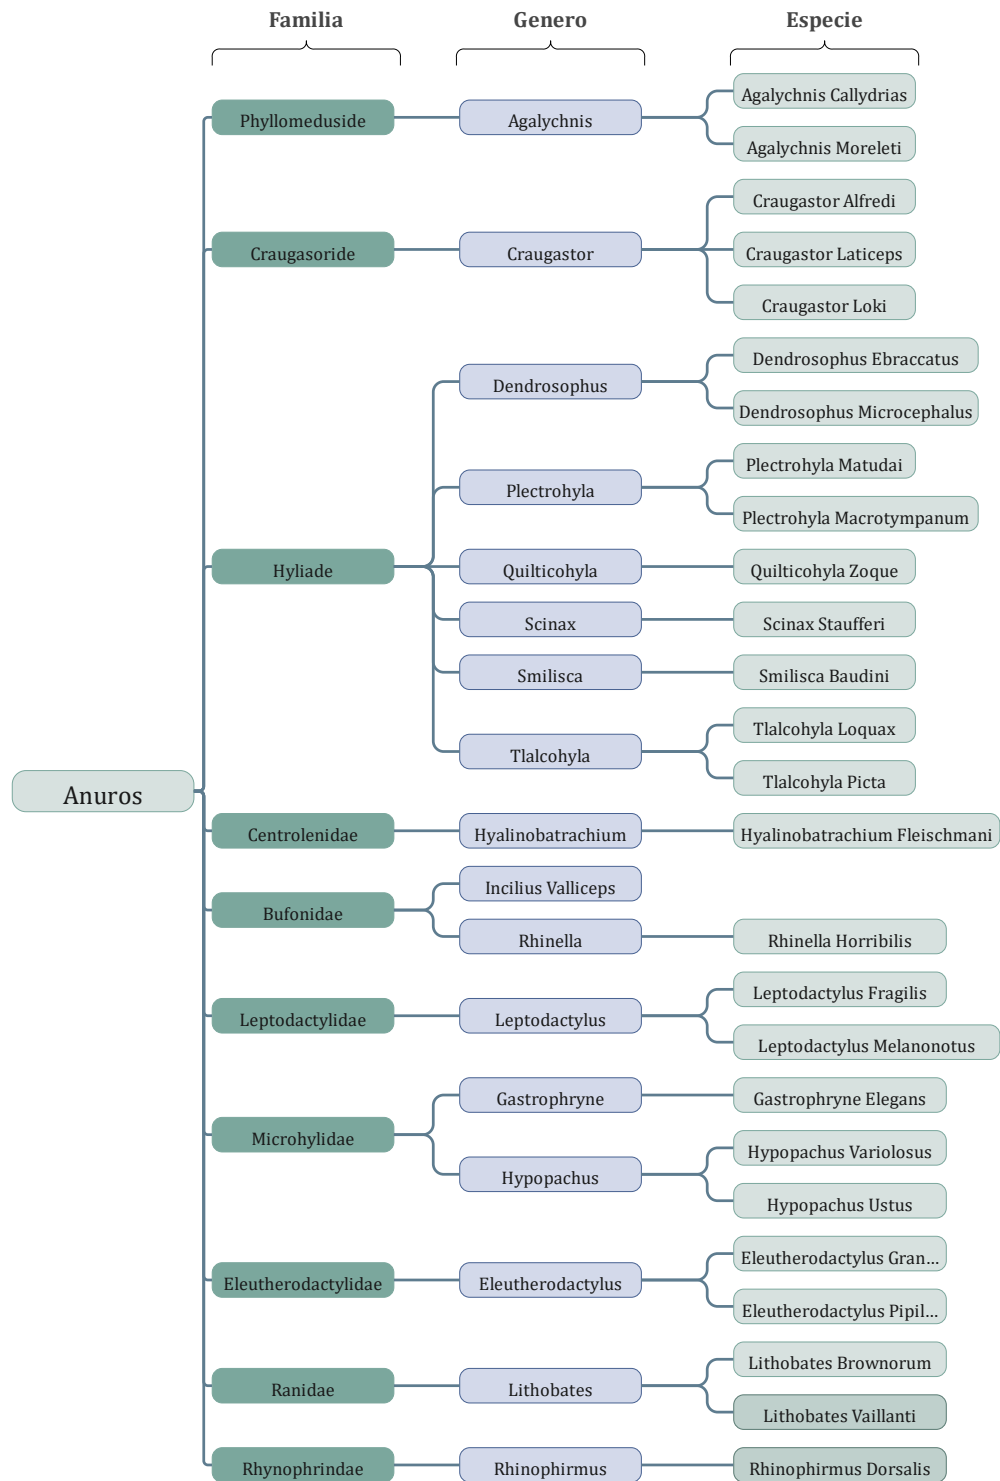 Familia
Genero
Especie
Phyllomeduside
Agalychnis
Agalychnis Callydrias
Agalychnis Moreleti
Craugasoride
Craugastor
Craugastor Alfredi
Craugastor Laticeps
Craugastor Loki
Hyliade
Dendrosophus
Dendrosophus Ebraccatus
Dendrosophus Microcephalus
Plectrohyla
Plectrohyla Matudai
Plectrohyla Macrotympanum
Quilticohyla
Quilticohyla Zoque
Scinax
Scinax Staufferi
Smilisca
Smilisca Baudini
Tlalcohyla
Tlalcohyla Loquax
Tlalcohyla Picta
Anuros
Centrolenidae
Hyalinobatrachium
Hyalinobatrachium Fleischmani
Bufonidae
Incilius Valliceps
Rhinella
Rhinella Horribilis
Leptodactylidae
Leptodactylus
Leptodactylus Fragilis
Leptodactylus Melanonotus
Microhylidae
Gastrophryne
Gastrophryne Elegans
Hypopachus
Hypopachus Variolosus
Hypopachus Ustus
Eleutherodactylidae
Eleutherodactylus
Eleutherodactylus Gran...
Eleutherodactylus Pipil...
Ranidae
Lithobates
Lithobates Brownorum
Lithobates Vaillanti
Rhynophrindae
Rhinophirmus
Rhinophirmus Dorsalis